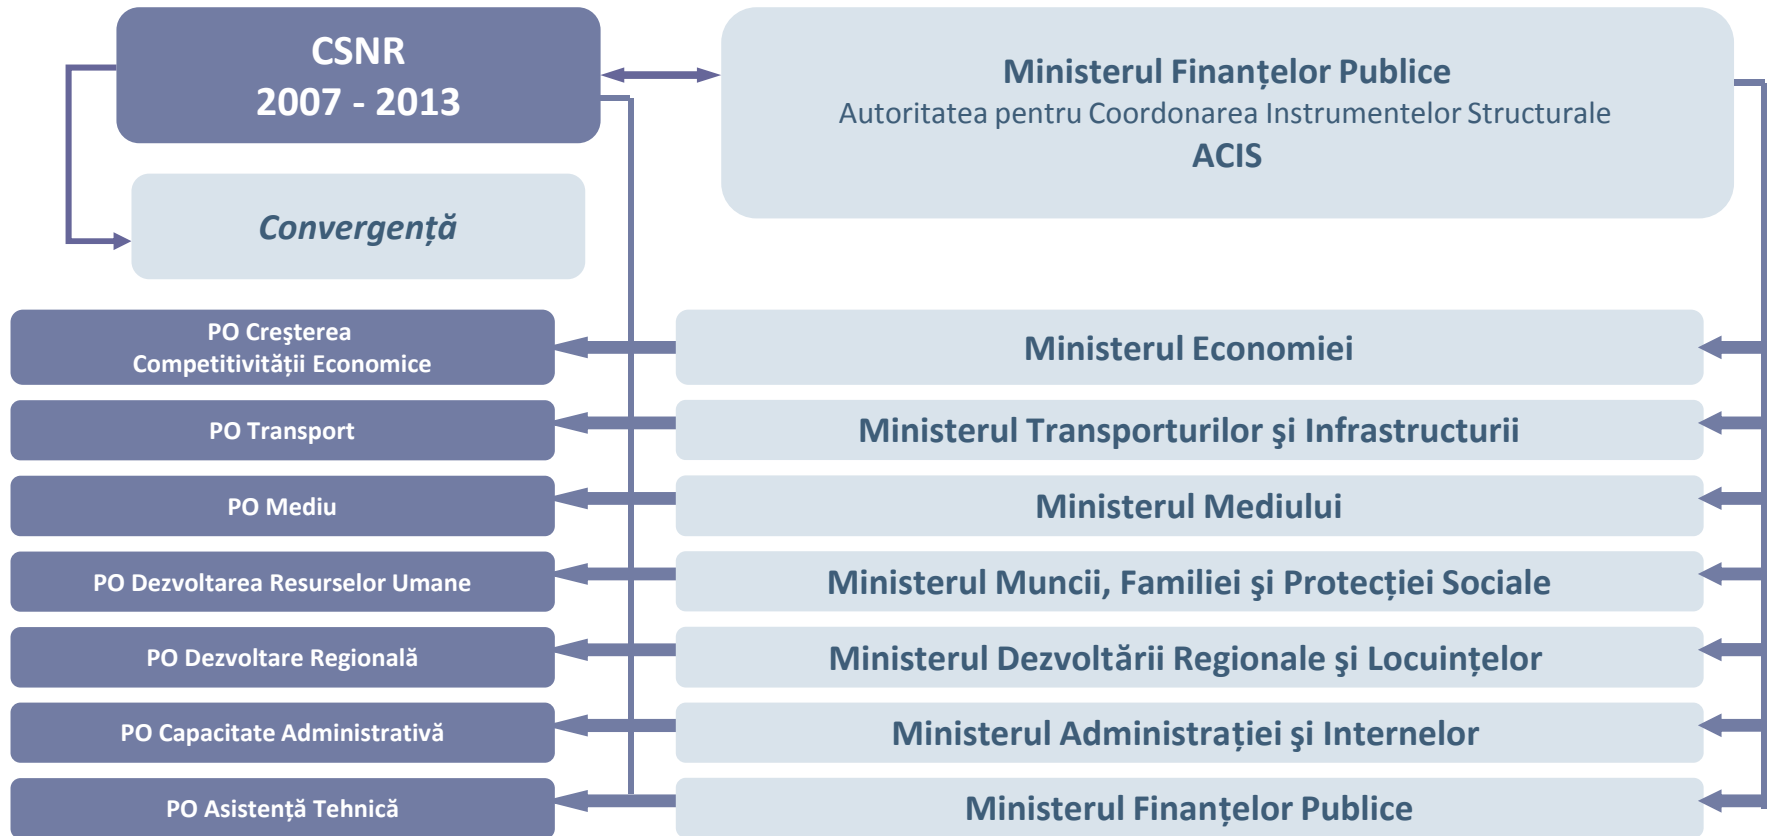 CSNR
2007 - 2013
Ministerul Finanțelor Publice
Autoritatea pentru Coordonarea Instrumentelor Structurale
ACIS
Convergență
PO Creşterea
Competitivității Economice
Ministerul Economiei
PO Transport
Ministerul Transporturilor şi Infrastructurii
PO Mediu
Ministerul Mediului
PO Dezvoltarea Resurselor Umane
Ministerul Muncii, Familiei şi Protecției Sociale
PO Dezvoltare Regională
Ministerul Dezvoltării Regionale şi Locuințelor
PO Capacitate Administrativă
Ministerul Administrației şi Internelor
PO Asistență Tehnică
Ministerul Finanțelor Publice